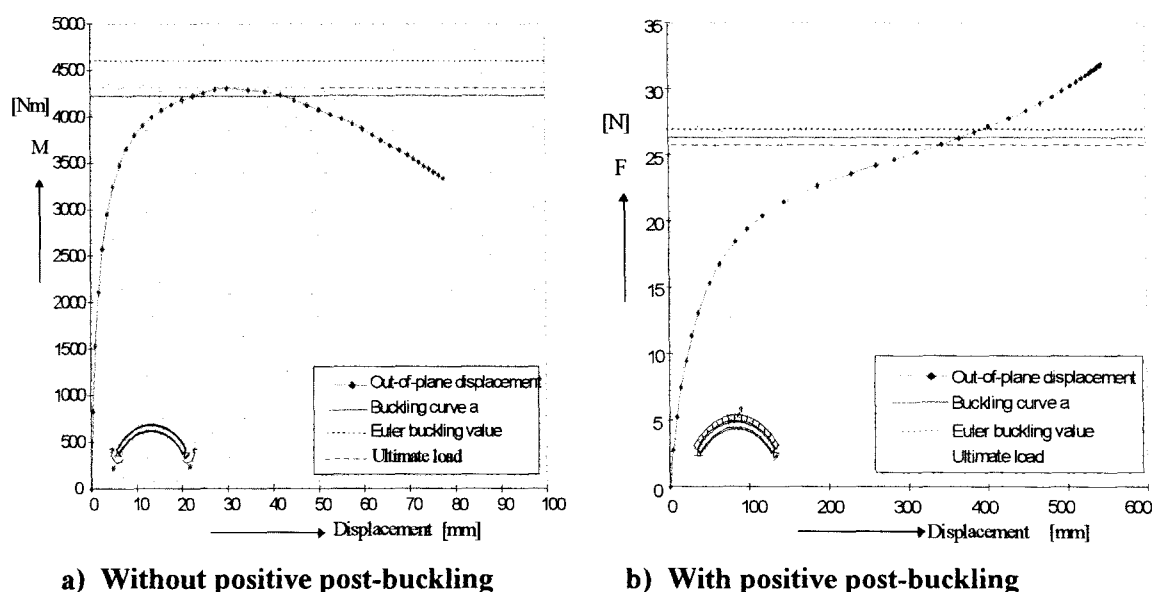 5000
4500
[Nm]
4000
M
3500
3000
2500
2000
1500
1000
500
0
0 10 20 30 40 50 60 70 80 90 100
Displacement [mm]
Out-of-plane displacement
Buckling curve a
Euler buckling value
Ultimate load
a) Without positive post-buckling
35
30
[N]
25
F
20
15
10
5
0
0 100 200 300 400 500 600
Displacement [mm]
Out-of-plane displacement
Buckling curve a
Euler buckling value
Ultimate load
b) With positive post-buckling